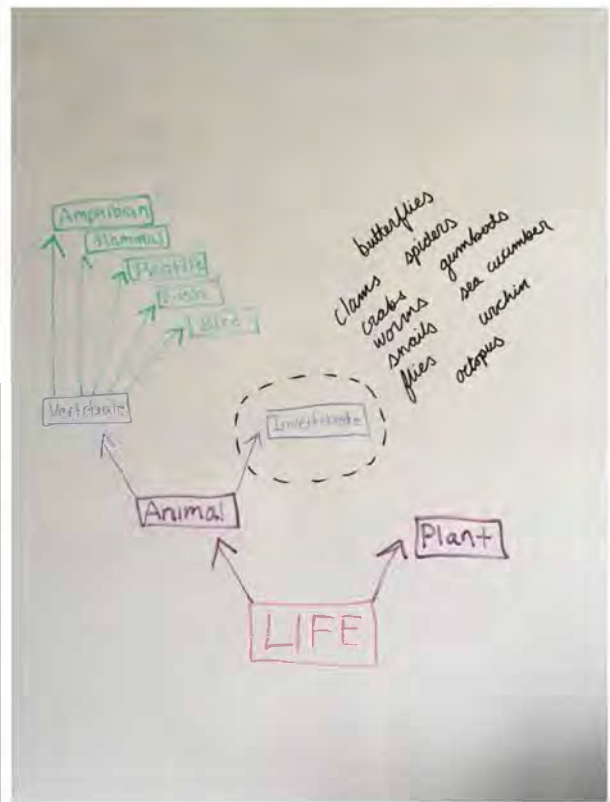 Amphibian
Mammal
Reptile
Fish
Bird
butterflies
clams spiders
crabs gumboots
worms sea cucumber
snails urchin
flies octopus
Vertebrate
Invertebrate
Animal
Plant
LIFE